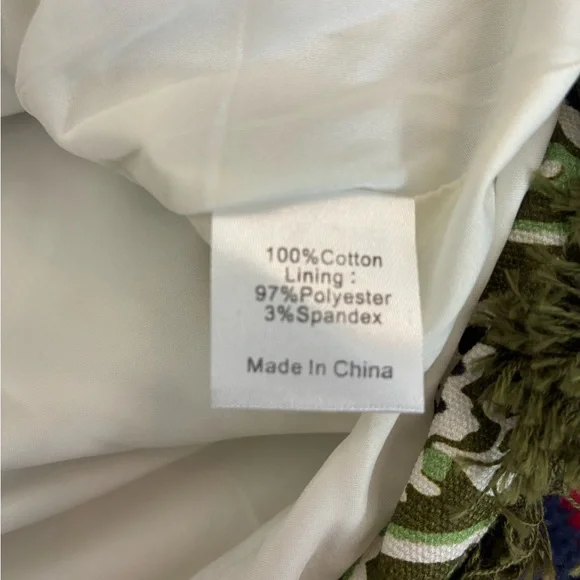 100%Cotton
Lining :
97%Polyester
3%Spandex
Made In China